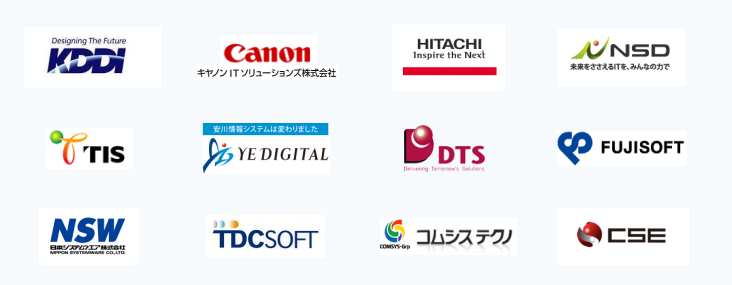 Designing The Future
KDDI
Canon
キヤノンITソリューションズ株式会社
HITACHI
Inspire the Next
NSD
未来をささえるITを、みんなの力で
TIS
安川情報システムは変わりました
YE DIGITAL
DTS
Delivering Tomorrow's Solutions
FUJISOFT
NSW
日本システムウエア株式会社
NIPPON SYSTEMWARE CO.,LTD.
TDCSOFT
COMSYS-Grp
コムシステクノ
CSE